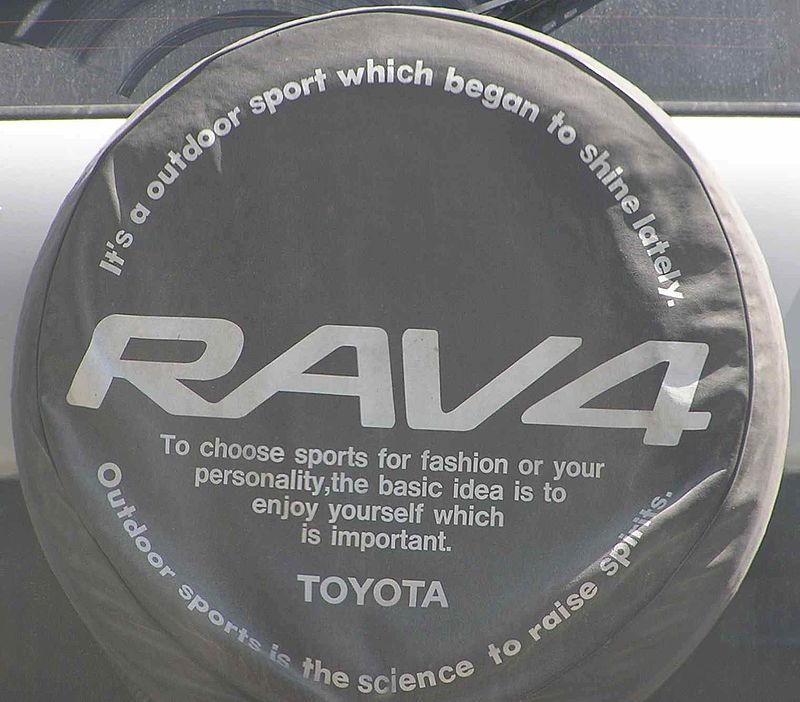 It's a outdoor sport which began to shine lately.
RAV4
To choose sports for fashion or your
personality,the basic idea is to
enjoy yourself which
is important.
TOYOTA
Outdoor sports is the science to raise spirits.